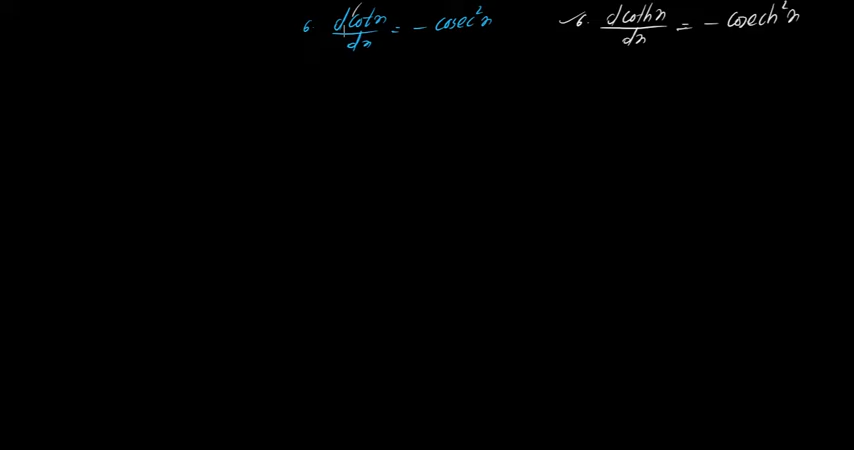 6. dcotx/dx = - cosec²x
✓6. dcothx/dx = - cosech²x